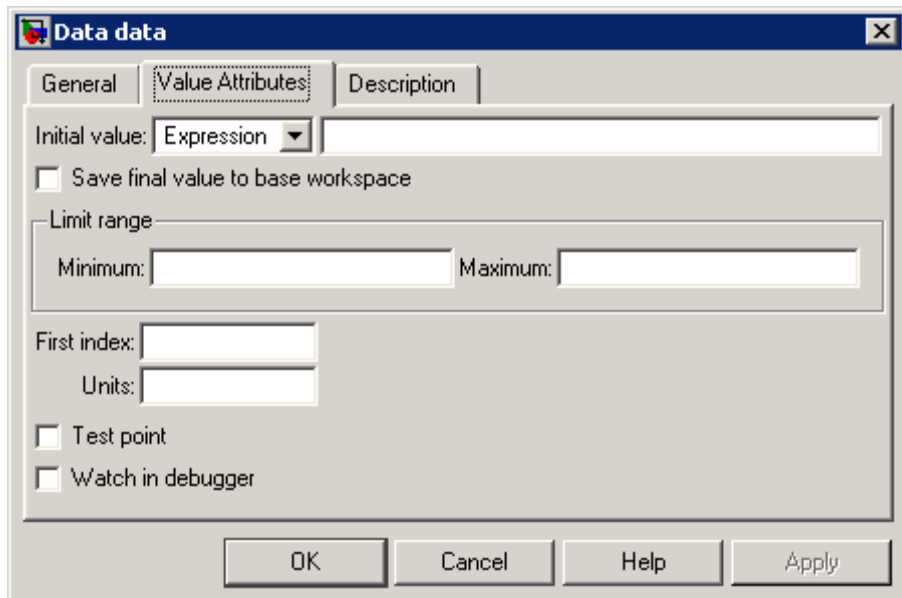 Data data
General Value Attributes Description
Initial value: Expression
Save final value to base workspace
Limit range
Minimum: Maximum:
First index:
Units:
Test point
Watch in debugger
OK Cancel Help Apply